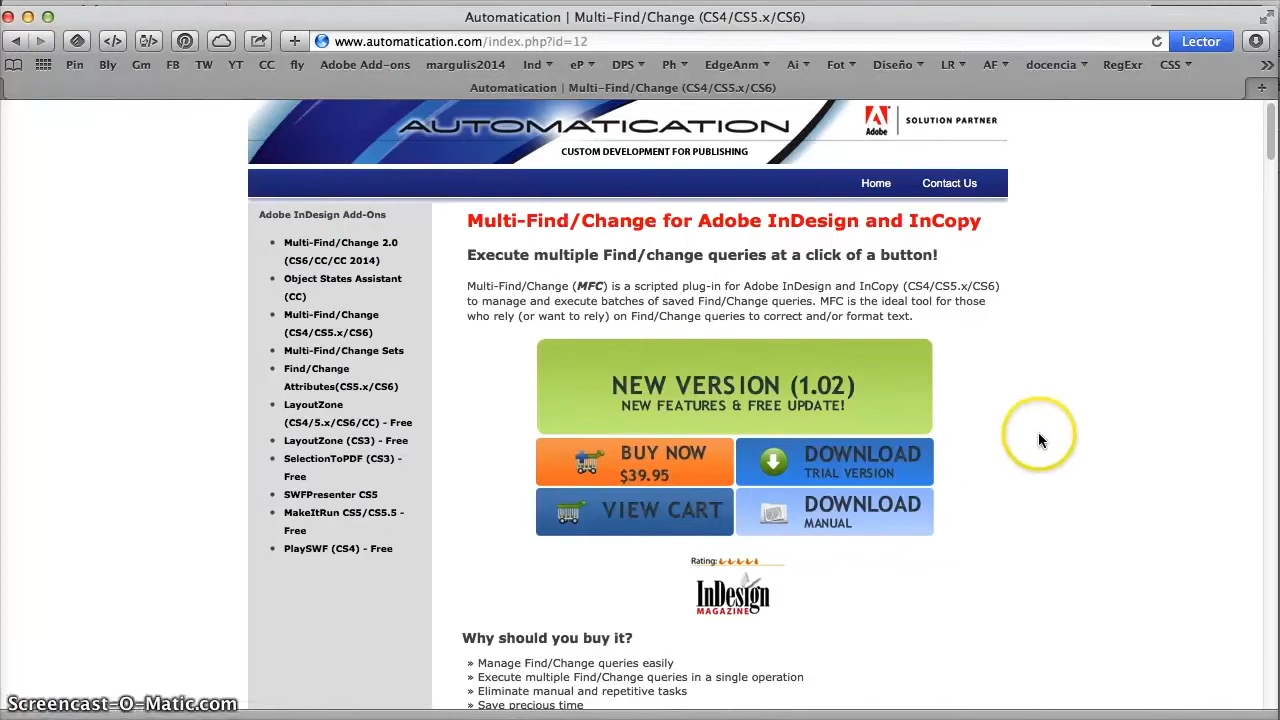 Automatication | Multi-Find/Change (CS4/CS5.x/CS6)
www.automatication.com/index.php?id=12
Lector
Pin Bly Gm FB TW YT CC fly Adobe Add-ons margulis2014 Ind eP DPS Ph EdgeAnm Ai Fot Diseño LR AF docencia RegExr CSS
Automatication | Multi-Find/Change (CS4/CS5.x/CS6)
AUTOMATICATION
CUSTOM DEVELOPMENT FOR PUBLISHING
Adobe
SOLUTION PARTNER
Home Contact Us
Adobe InDesign Add-Ons
Multi-Find/Change 2.0
(CS6/CC/CC 2014)
Object States Assistant
(CC)
Multi-Find/Change
(CS4/CS5.x/CS6)
Multi-Find/Change Sets
Find/Change
Attributes(CS5.x/CS6)
LayoutZone
(CS4/5.x/CS6/CC) - Free
LayoutZone (CS3) - Free
SelectionToPDF (CS3) -
Free
SWFPresenter CS5
MakeItRun CS5/CS5.5 -
Free
PlaySWF (CS4) - Free
Multi-Find/Change for Adobe InDesign and InCopy
Execute multiple Find/change queries at a click of a button!
Multi-Find/Change (MFC) is a scripted plug-in for Adobe InDesign and InCopy (CS4/CS5.x/CS6)
to manage and execute batches of saved Find/Change queries. MFC is the ideal tool for those
who rely (or want to rely) on Find/Change queries to correct and/or format text.
NEW VERSION (1.02)
NEW FEATURES & FREE UPDATE!
BUY NOW
$39.95
DOWNLOAD
TRIAL VERSION
VIEW CART
DOWNLOAD
MANUAL
Rating:
InDesign
MAGAZINE
Why should you buy it?
» Manage Find/Change queries easily
» Execute multiple Find/Change queries in a single operation
» Eliminate manual and repetitive tasks
» Save precious time
Screencast-O-Matic.com